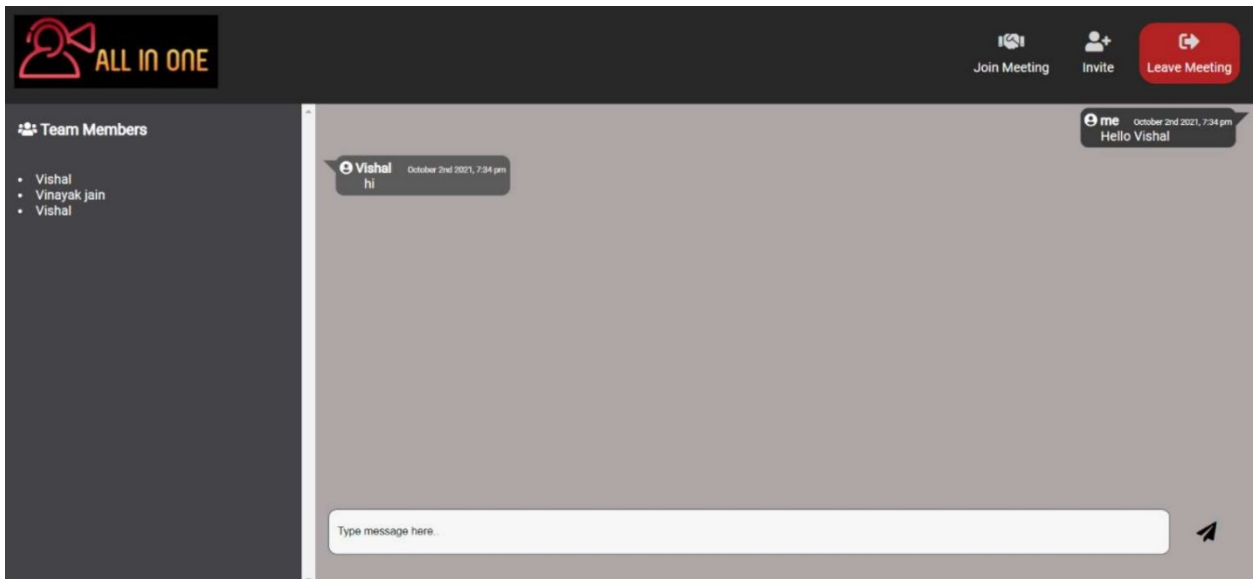 ALL IN ONE
Join Meeting
Invite
Leave Meeting
Team Members
• Vishal
• Vinayak jain
• Vishal
me October 2nd 2021, 7:34 pm
Hello Vishal
Vishal October 2nd 2021, 7:34 pm
hi
Type message here..